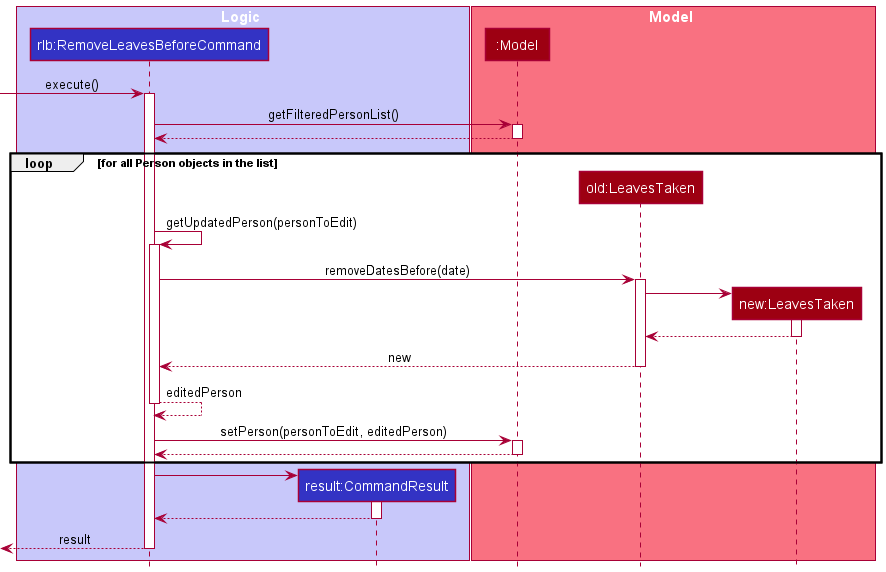 Logic
Model
rlb:RemoveLeavesBeforeCommand
:Model
execute()
getFilteredPersonList()
loop
[for all Person objects in the list]
old:LeavesTaken
getUpdatedPerson(personToEdit)
removeDatesBefore(date)
new:LeavesTaken
new
editedPerson
setPerson(personToEdit, editedPerson)
result:CommandResult
result